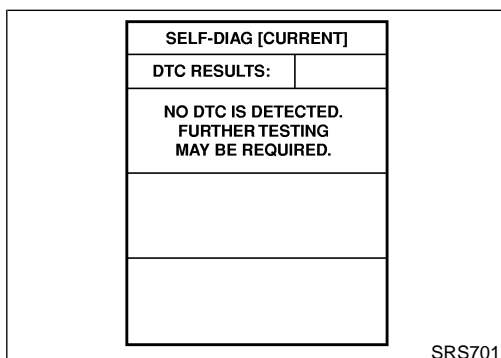 SELF-DIAG [CURRENT]
DTC RESULTS:
NO DTC IS DETECTED.
FURTHER TESTING
MAY BE REQUIRED.
SRS701